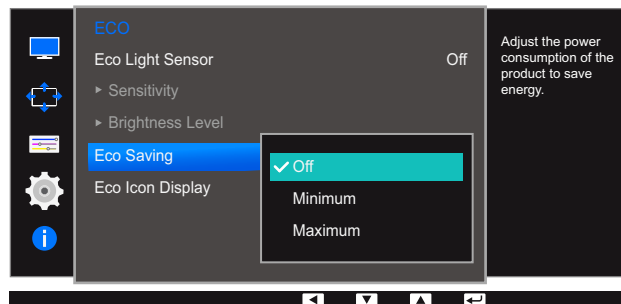 ECO
Eco Light Sensor Off
▸ Sensitivity
▸ Brightness Level
Eco Saving
Eco Icon Display
✓ Off
Minimum
Maximum
Adjust the power
consumption of the
product to save
energy.